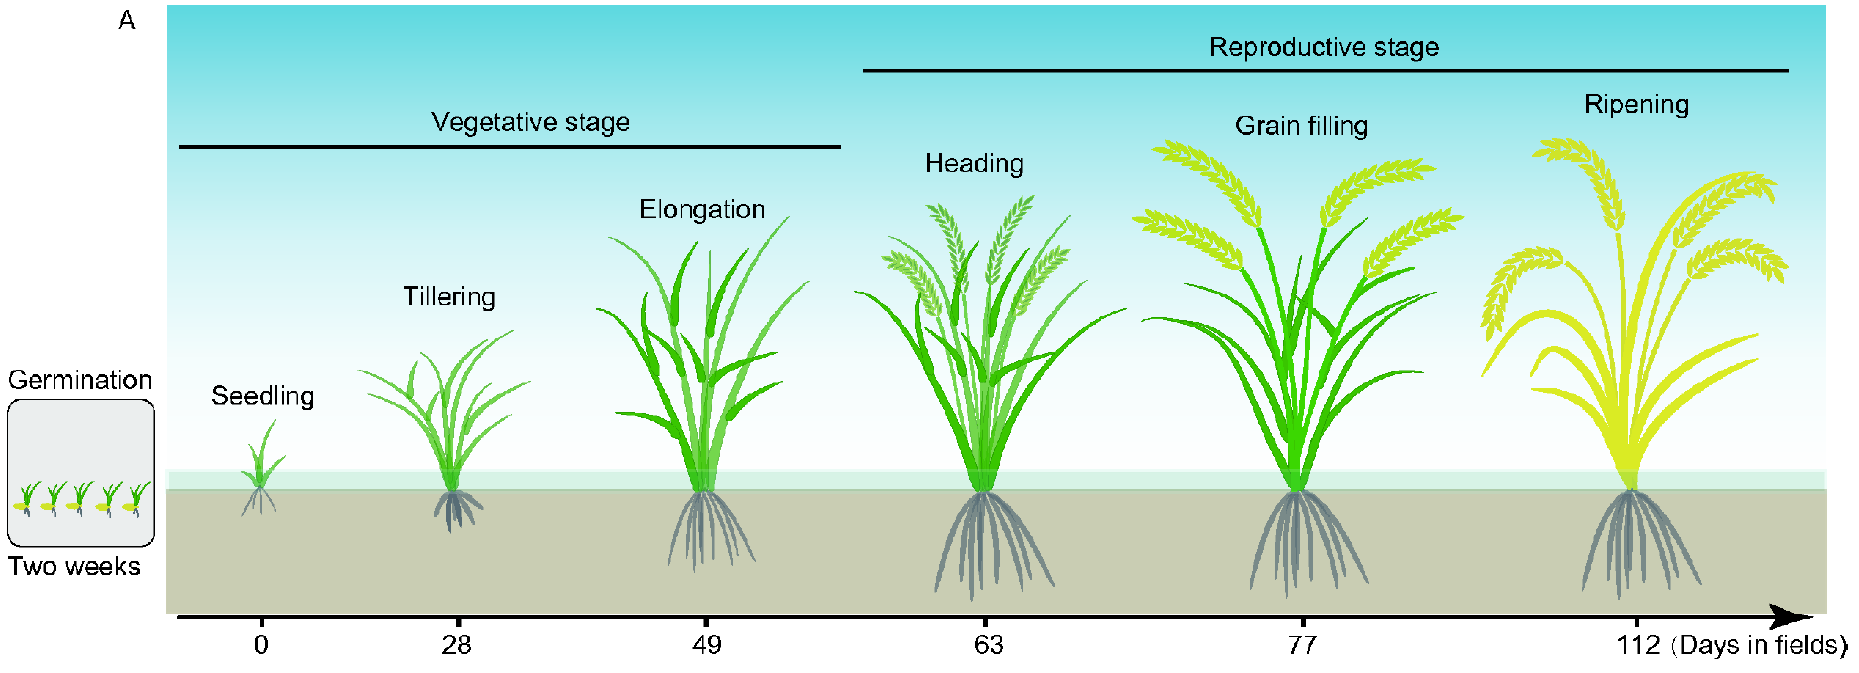 A
Reproductive stage
Vegetative stage
Ripening
Grain filling
Heading
Elongation
Tillering
Seedling
Germination
Two weeks
0 28 49 63 77 112 (Days in fields)